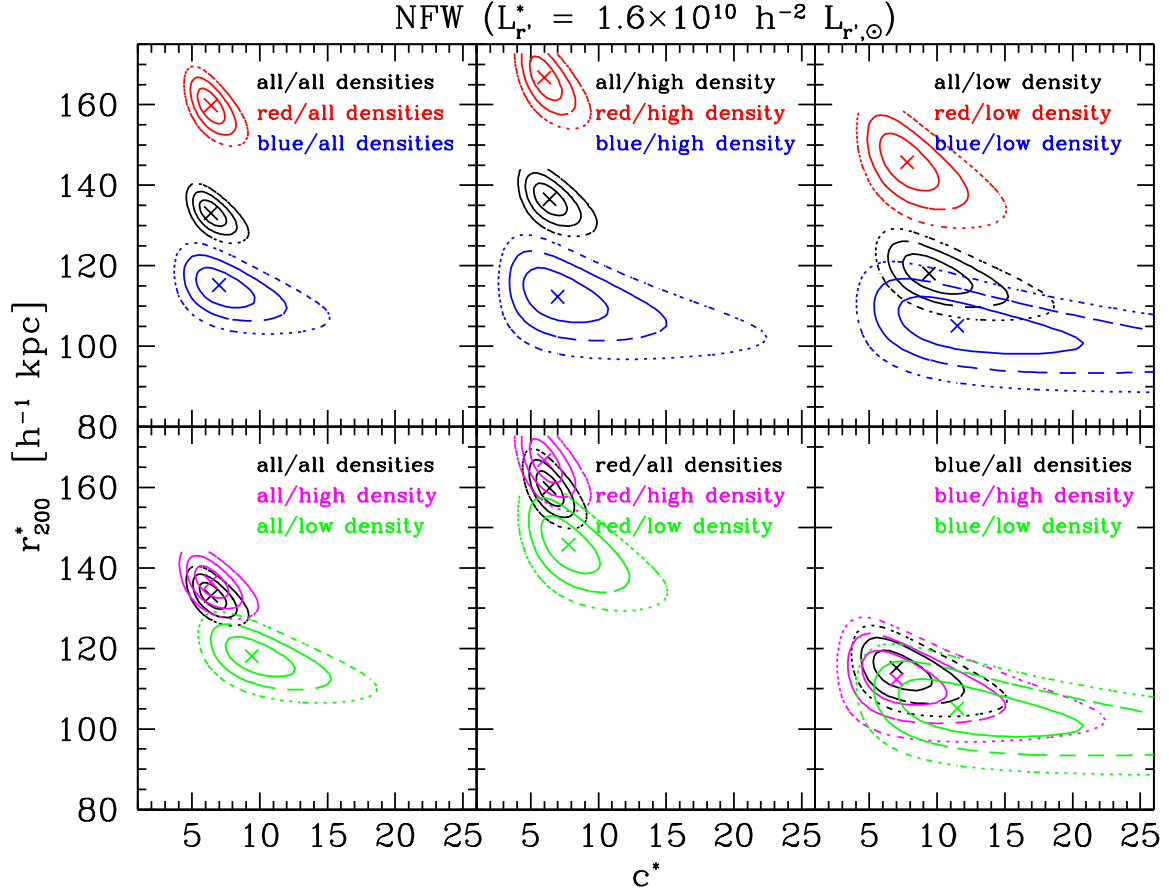 NFW (L*r' = 1.6×10¹⁰ h⁻² Lr',⊙)
all/all densities
red/all densities
blue/all densities
all/high density
red/high density
blue/high density
all/low density
red/low density
blue/low density
160
140
120
100
80
all/all densities
all/high density
all/low density
red/all densities
red/high density
red/low density
blue/all densities
blue/high density
blue/low density
160
140
120
100
80
5 10 15 20 25 5 10 15 20 25 5 10 15 20 25
r*200 [h⁻¹ kpc]
c*